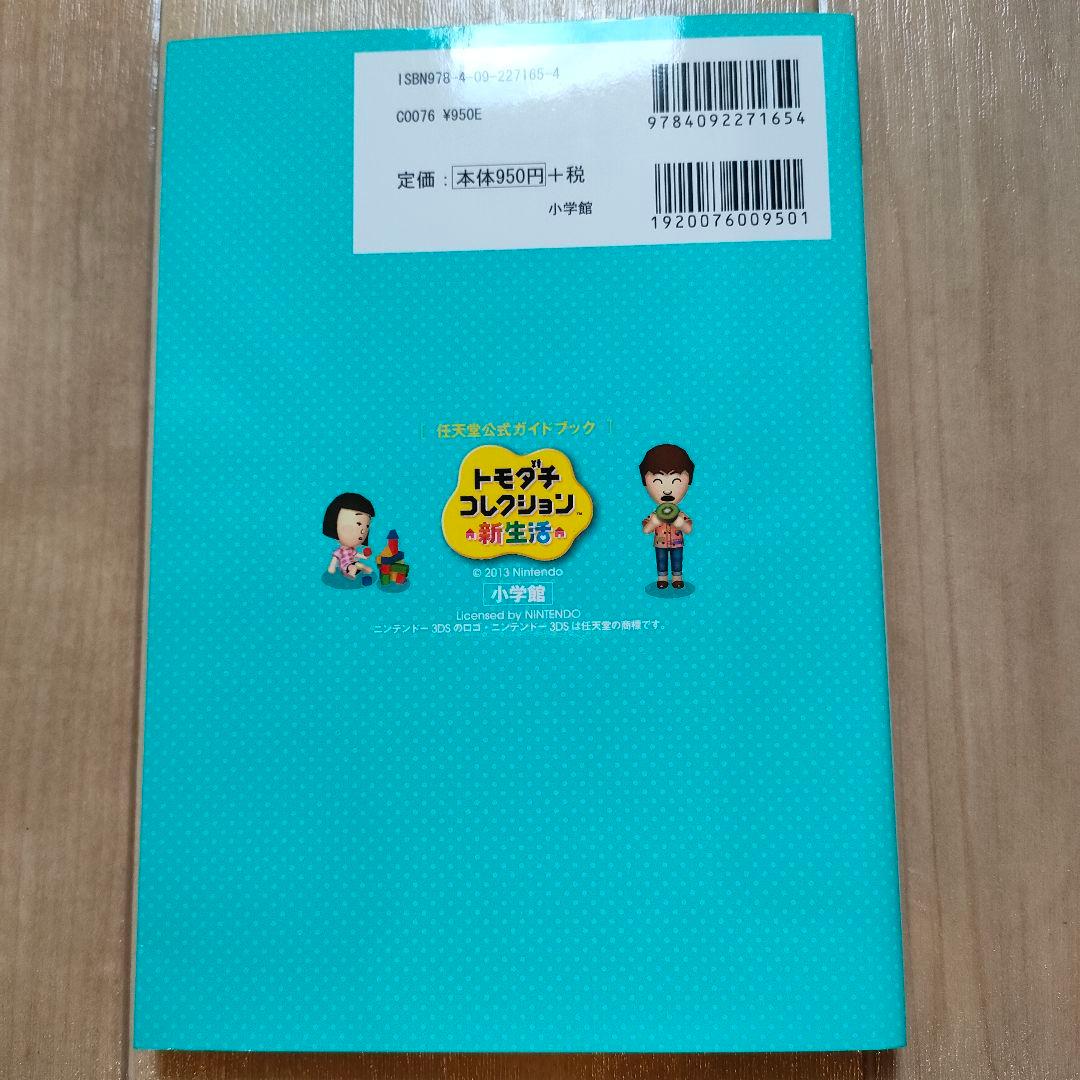 ISBN978-4-09-227165-4
9784092271654
C0076 ¥950E
定価：本体950円＋税
小学館
1920076009501
［任天堂公式ガイドブック］
トモダチ
コレクション™
新生活
© 2013 Nintendo
小学館
Licensed by NINTENDO
ニンテンドー3DSのロゴ・ニンテンドー3DSは任天堂の商標です。